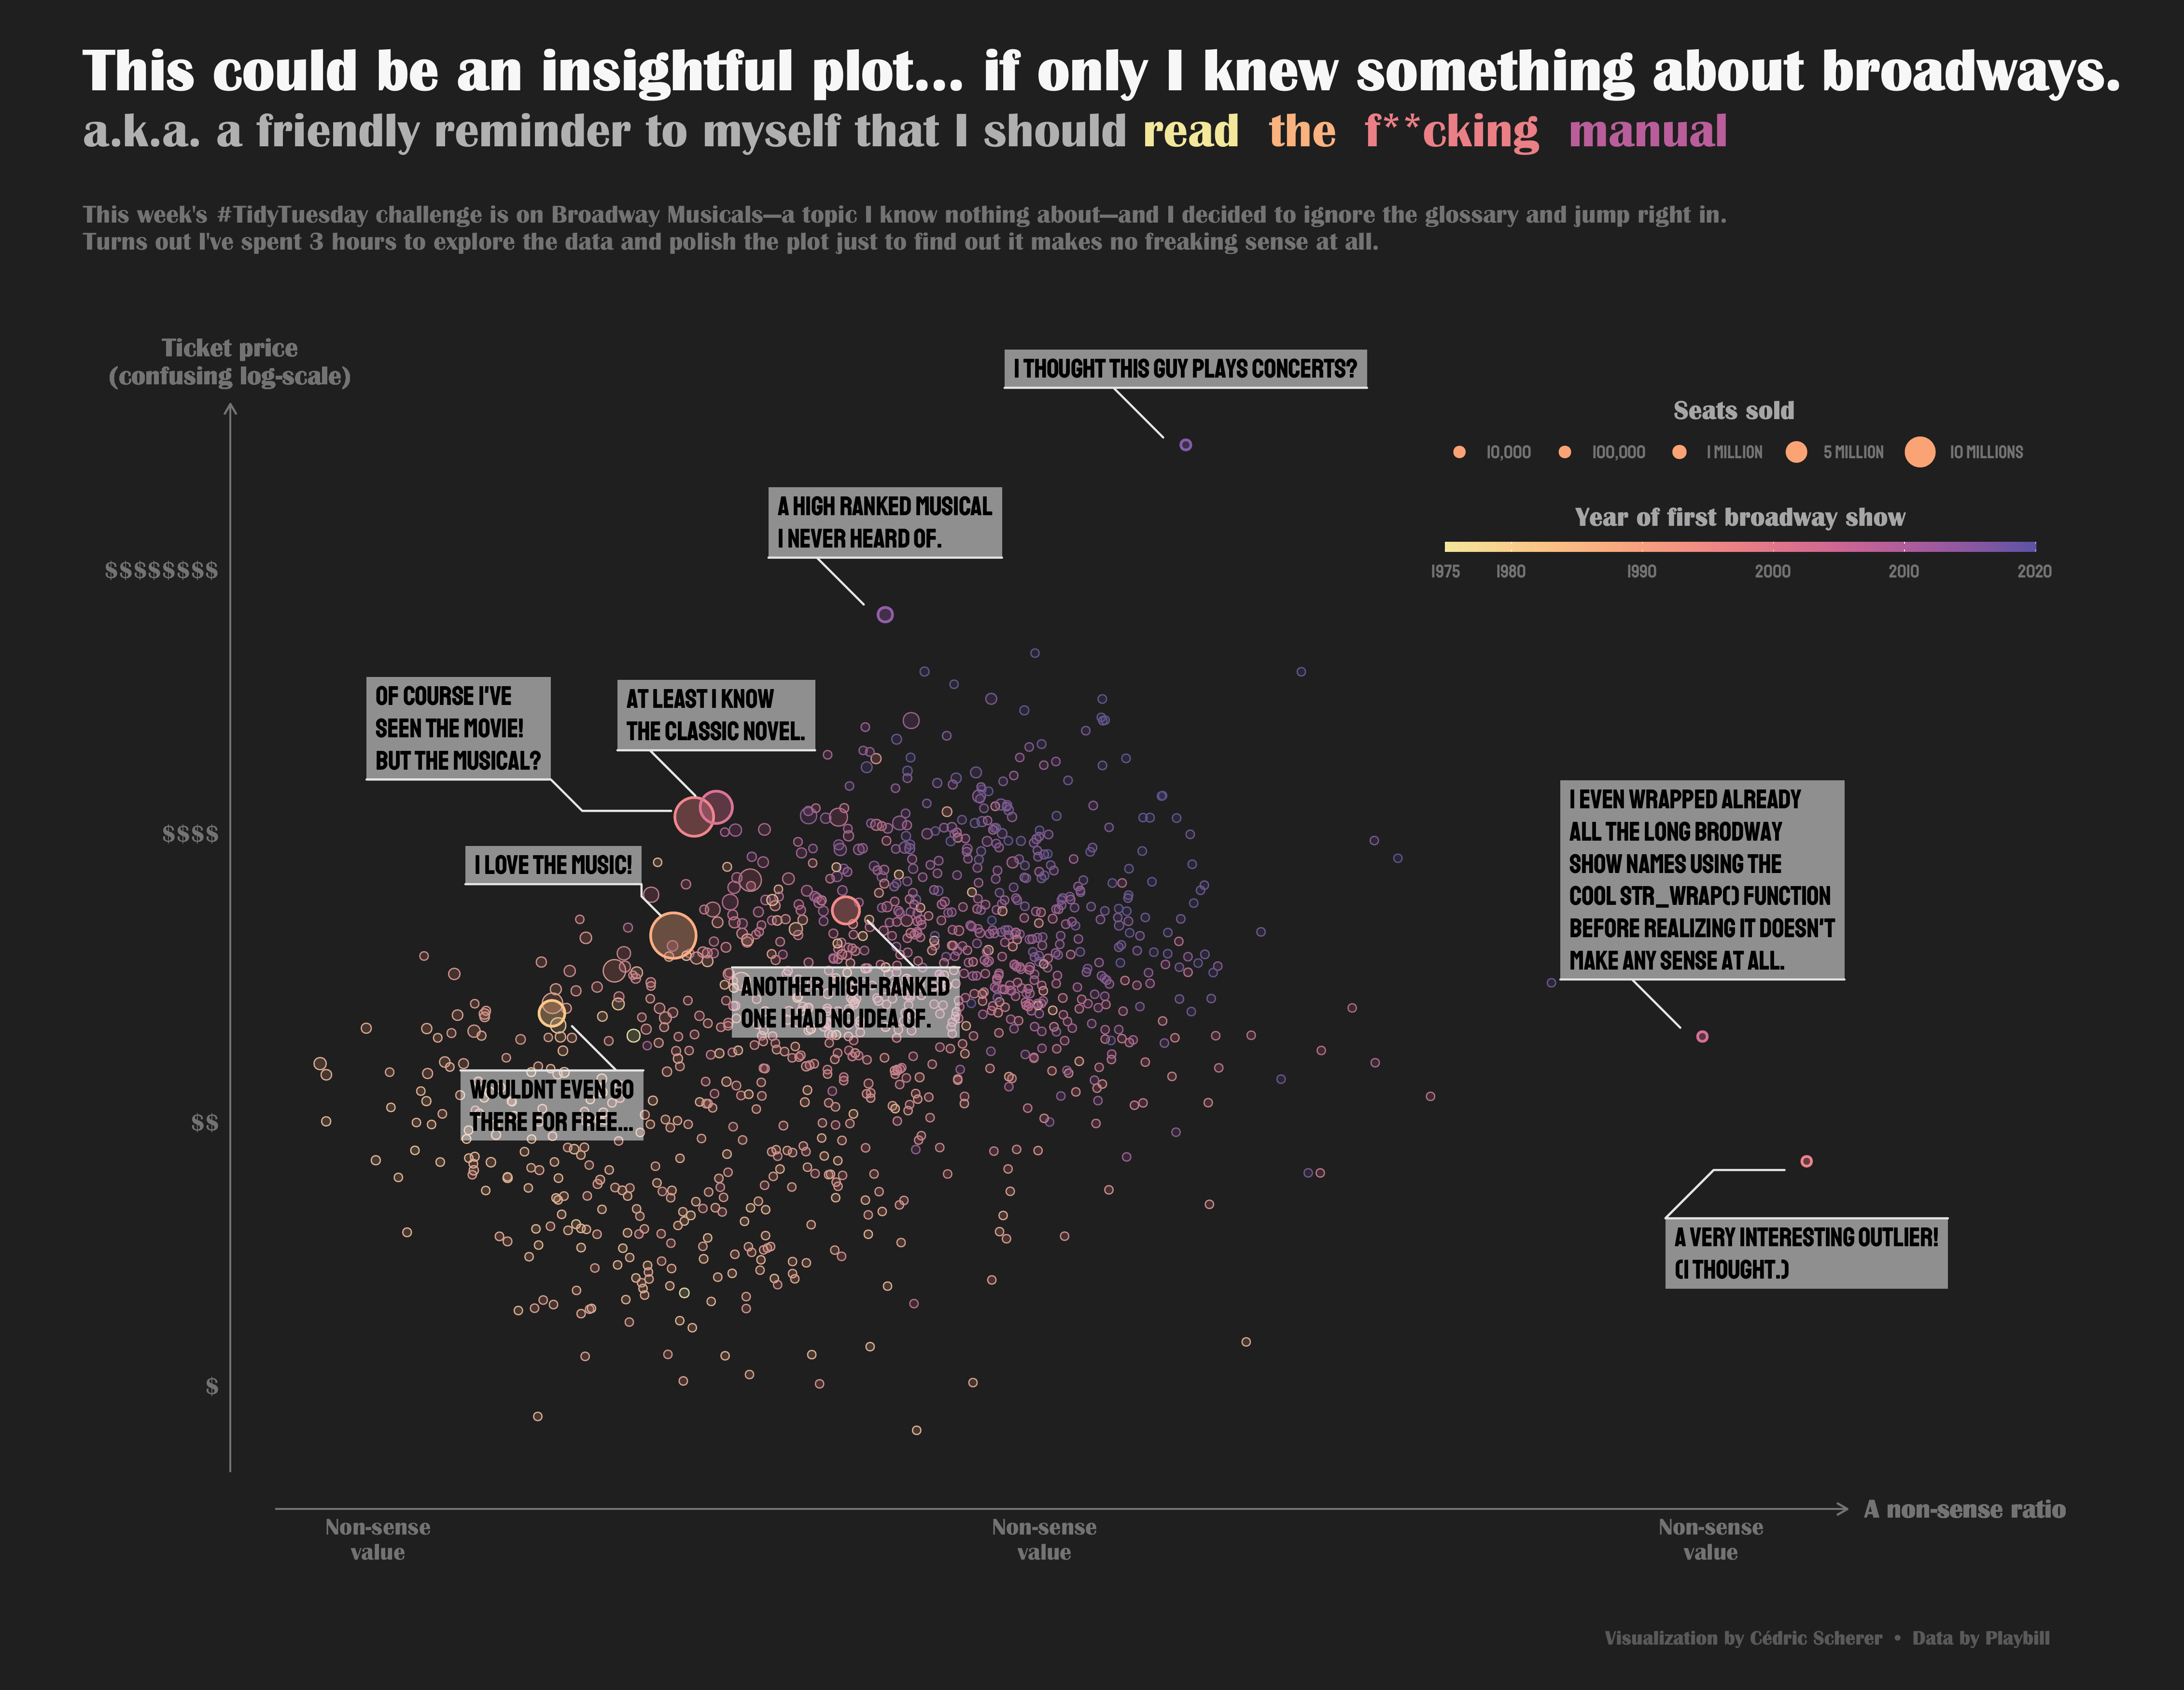 This could be an insightful plot... if only I knew something about broadways.
a.k.a. a friendly reminder to myself that I should read the f**cking manual
This week's #TidyTuesday challenge is on Broadway Musicals—a topic I know nothing about—and I decided to ignore the glossary and jump right in.
Turns out I've spent 3 hours to explore the data and polish the plot just to find out it makes no freaking sense at all.
Ticket price
(confusing log-scale)
I THOUGHT THIS GUY PLAYS CONCERTS?
Seats sold
10,000 100,000 1 MILLION 5 MILLION 10 MILLIONS
Year of first broadway show
1975 1980 1990 2000 2010 2020
A HIGH RANKED MUSICAL
I NEVER HEARD OF.
$$$$$$$$
OF COURSE I'VE
SEEN THE MOVIE!
BUT THE MUSICAL?
AT LEAST I KNOW
THE CLASSIC NOVEL.
$$$$
I LOVE THE MUSIC!
I EVEN WRAPPED ALREADY
ALL THE LONG BRODWAY
SHOW NAMES USING THE
COOL STR_WRAP() FUNCTION
BEFORE REALIZING IT DOESN'T
MAKE ANY SENSE AT ALL.
ANOTHER HIGH-RANKED
ONE I HAD NO IDEA OF.
WOULDNT EVEN GO
THERE FOR FREE...
$$
A VERY INTERESTING OUTLIER!
(I THOUGHT.)
$
A non-sense ratio
Non-sense
value
Non-sense
value
Non-sense
value
Visualization by Cédric Scherer • Data by Playbill